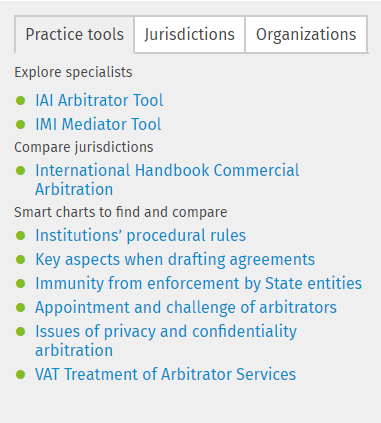 Practice tools Jurisdictions Organizations
Explore specialists
IAI Arbitrator Tool
IMI Mediator Tool
Compare jurisdictions
International Handbook Commercial
Arbitration
Smart charts to find and compare
Institutions’ procedural rules
Key aspects when drafting agreements
Immunity from enforcement by State entities
Appointment and challenge of arbitrators
Issues of privacy and confidentiality
arbitration
VAT Treatment of Arbitrator Services